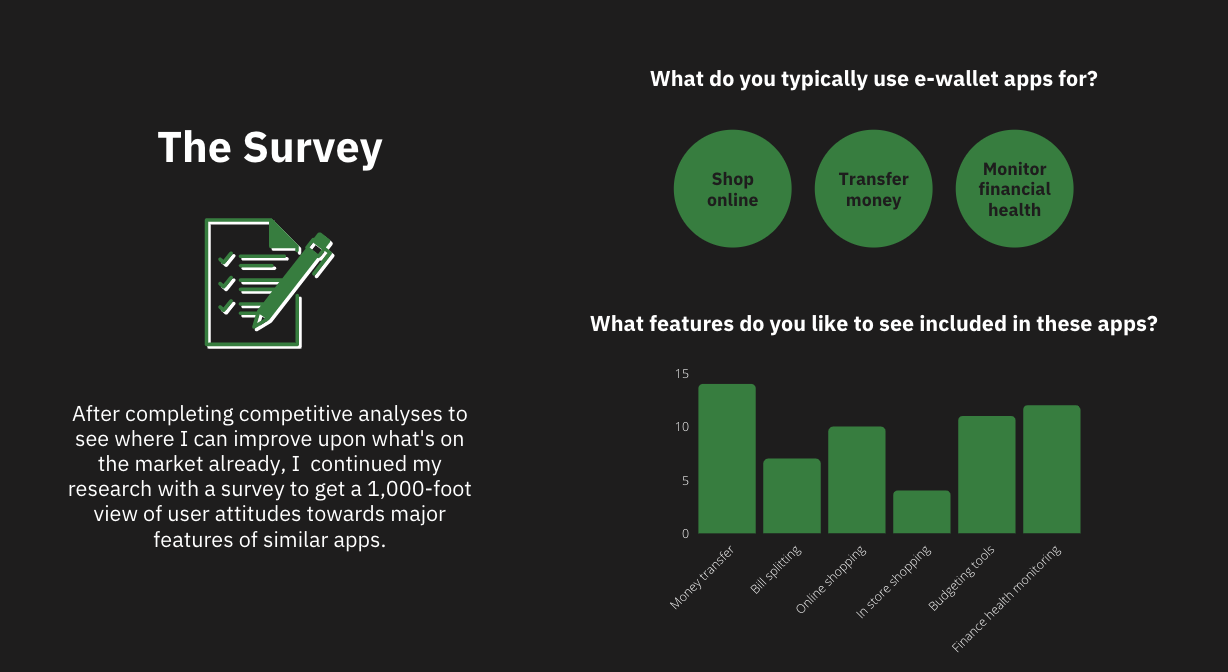 The Survey
After completing competitive analyses to
see where I can improve upon what's on
the market already, I  continued my
research with a survey to get a 1,000-foot
view of user attitudes towards major
features of similar apps.
What do you typically use e-wallet apps for?
Shop
online
Transfer
money
Monitor
financial
health
What features do you like to see included in these apps?
15
10
5
0
Money transfer
Bill splitting
Online shopping
In store shopping
Budgeting tools
Finance health monitoring